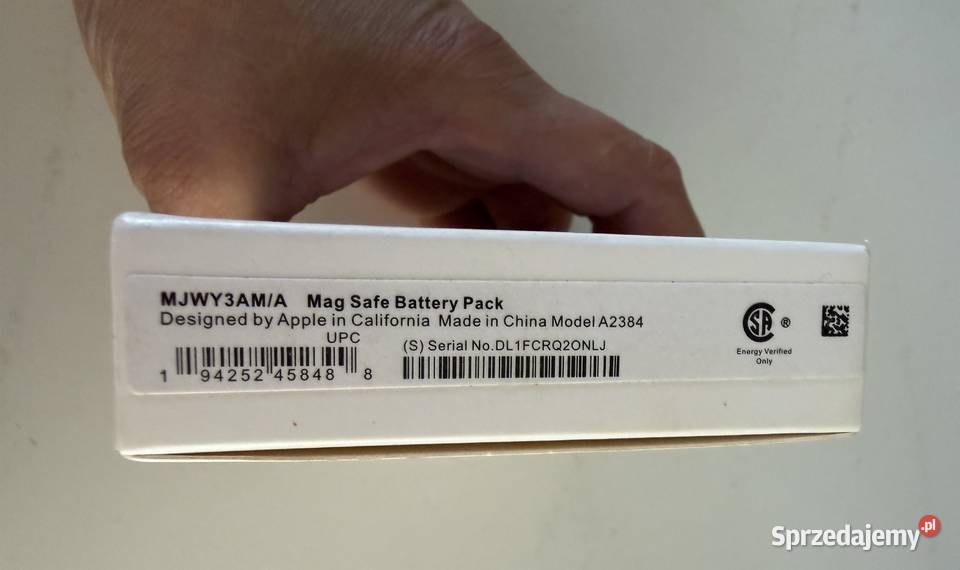 MJWY3AM/A Mag Safe Battery Pack
Designed by Apple in California Made in China Model A2384
UPC
(S) Serial No.DL1FCRQ2ONLJ
1 94252 45848 8
SA ®
Energy Verified
Only
Sprzedajemy.pl